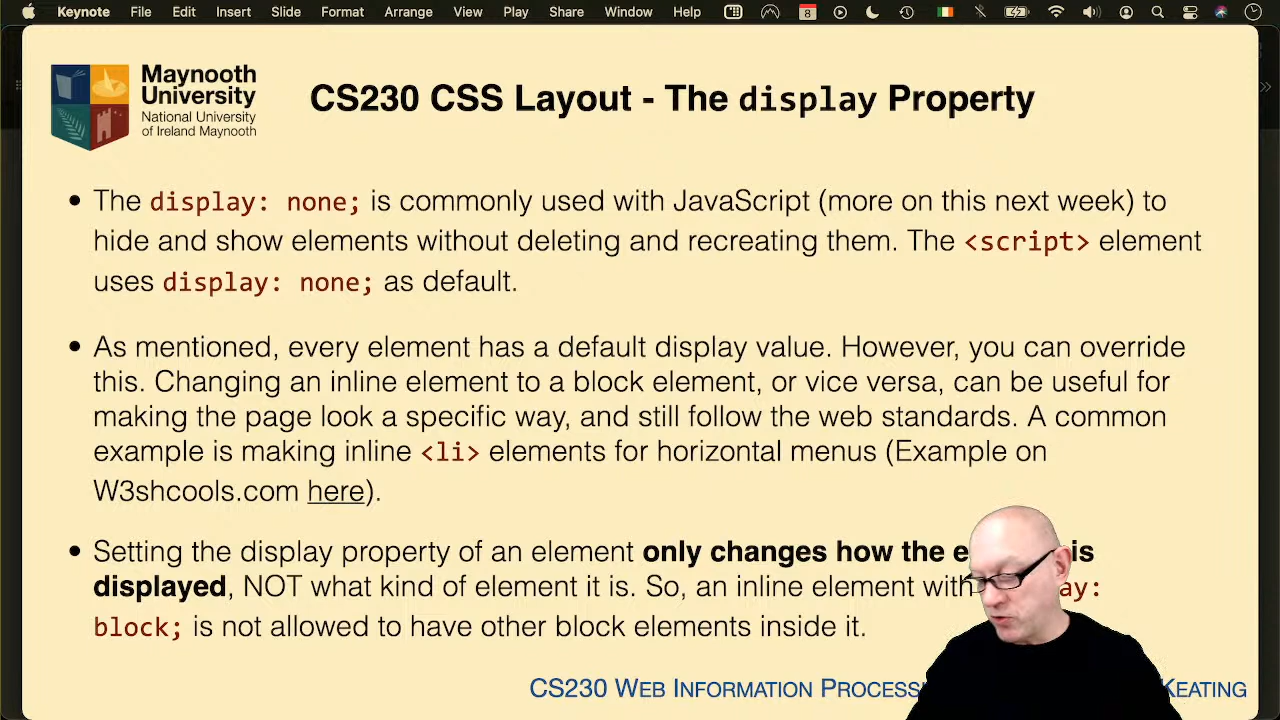 Keynote File Edit Insert Slide Format Arrange View Play Share Window Help
8
Maynooth
University
National University
of Ireland Maynooth
CS230 CSS Layout - The display Property
• The display: none; is commonly used with JavaScript (more on this next week) to
hide and show elements without deleting and recreating them. The <script> element
uses display: none; as default.
• As mentioned, every element has a default display value. However, you can override
this. Changing an inline element to a block element, or vice versa, can be useful for
making the page look a specific way, and still follow the web standards. A common
example is making inline <li> elements for horizontal menus (Example on
W3shcools.com here).
• Setting the display property of an element only changes how the is
displayed, NOT what kind of element it is. So, an inline element with
block; is not allowed to have other block elements inside it.
CS230 WEB INFORMATION KEATING